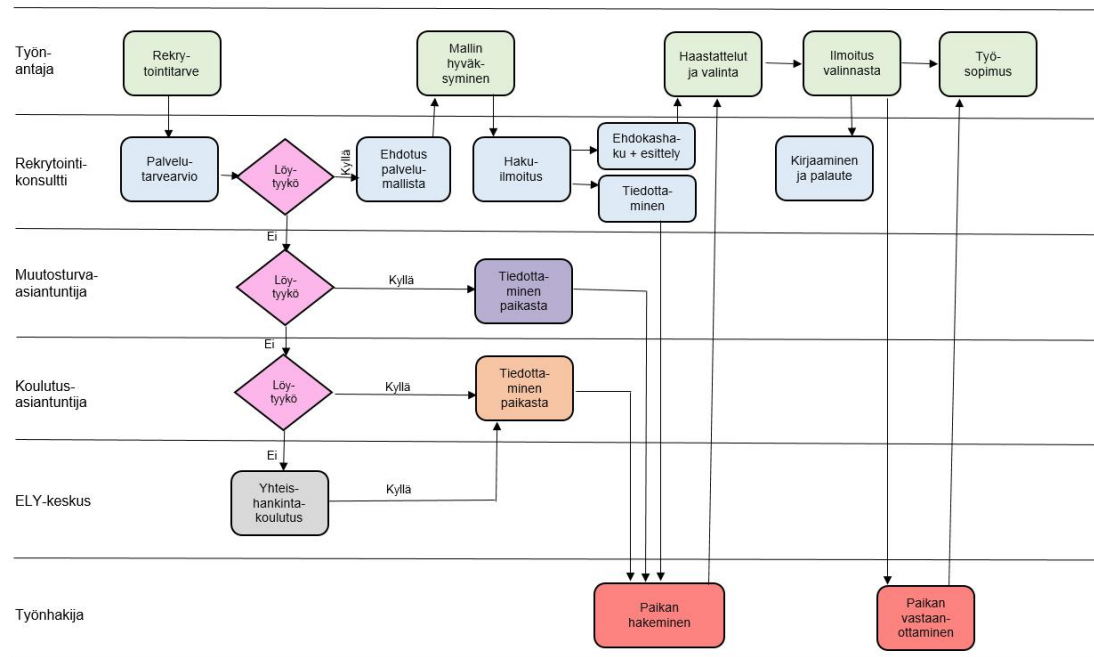 Työn-
antaja
Rekry-
tointitarve
Mallin
hyväk-
syminen
Haastattelut
ja valinta
Ilmoitus
valinnasta
Työ-
sopimus
Rekrytointi-
konsultti
Palvelu-
tarvearvio
Löy-
tyykö
Kyllä
Ehdotus
palvelu-
mallista
Haku-
ilmoitus
Ehdokasha-
ku + esittely
Tiedotta-
minen
Kirjaaminen
ja palaute
Ei
Muutosturva-
asiantuntija
Löy-
tyykö
Kyllä
Tiedotta-
minen
paikasta
Ei
Koulutus-
asiantuntija
Löy-
tyykö
Kyllä
Tiedotta-
minen
paikasta
Ei
ELY-keskus
Yhteis-
hankinta-
koulutus
Kyllä
Työnhakija
Paikan
hakeminen
Paikan
vastaan-
ottaminen